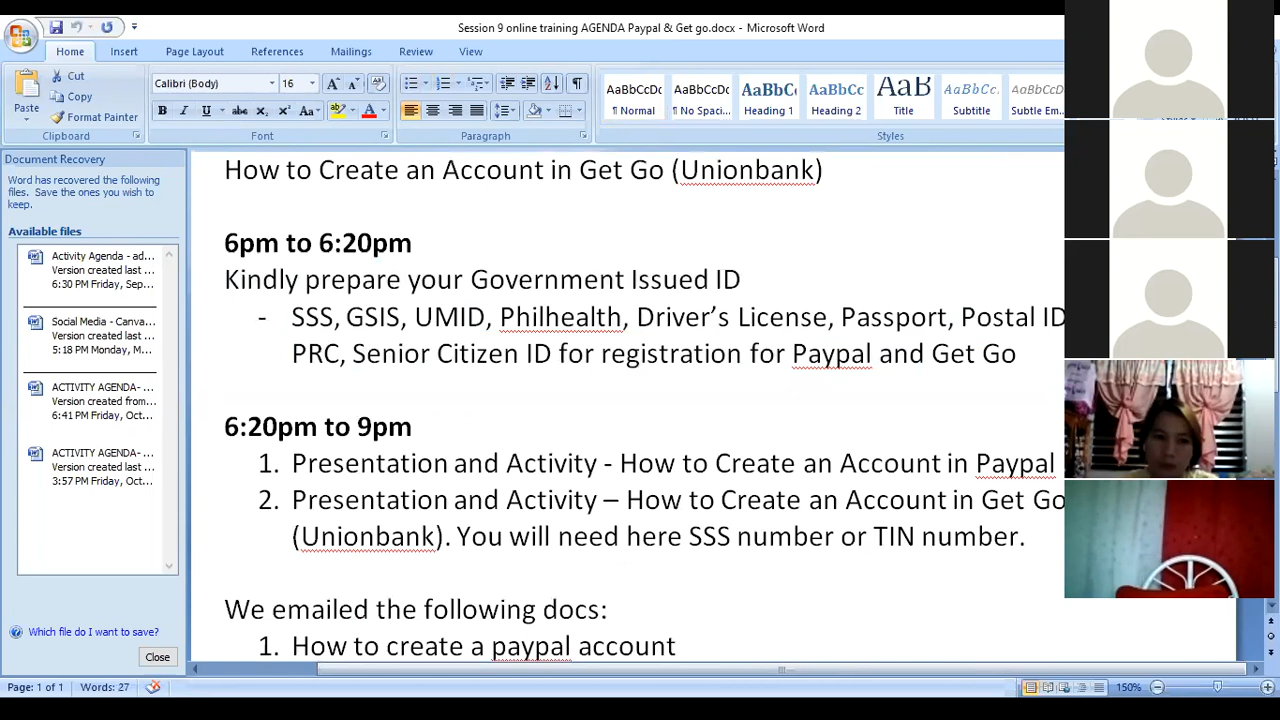 Session 9 online training AGENDA Paypal & Get go.docx - Microsoft Word
Home Insert Page Layout References Mailings Review View
Paste
Cut
Copy
Format Painter
Calibri (Body) 16
AaBbCcDc AaBbCcDc AaBbCc AaBbCc AaB AaBbCc. AaBbCcDc
¶ Normal ¶ No Spaci... Heading 1 Heading 2 Title Subtitle Subtle Em...
Clipboard Font Paragraph Styles
Document Recovery
Word has recovered the following
files. Save the ones you wish to
keep.
Available files
Activity Agenda - ad...
Version created last ...
6:30 PM Friday, Sep...
Social Media - Canva...
Version created last ...
5:18 PM Monday, M...
ACTIVITY AGENDA- ...
Version created from...
6:41 PM Friday, Oct...
ACTIVITY AGENDA- ...
Version created last ...
3:57 PM Friday, Oct...
Which file do I want to save?
Close
How to Create an Account in Get Go (Unionbank)
6pm to 6:20pm
Kindly prepare your Government Issued ID
- SSS, GSIS, UMID, Philhealth, Driver’s License, Passport, Postal ID
PRC, Senior Citizen ID for registration for Paypal and Get Go
6:20pm to 9pm
1. Presentation and Activity - How to Create an Account in Paypal
2. Presentation and Activity – How to Create an Account in Get Go
(Unionbank). You will need here SSS number or TIN number.
We emailed the following docs:
1. How to create a paypal account
Page: 1 of 1 Words: 27 150%